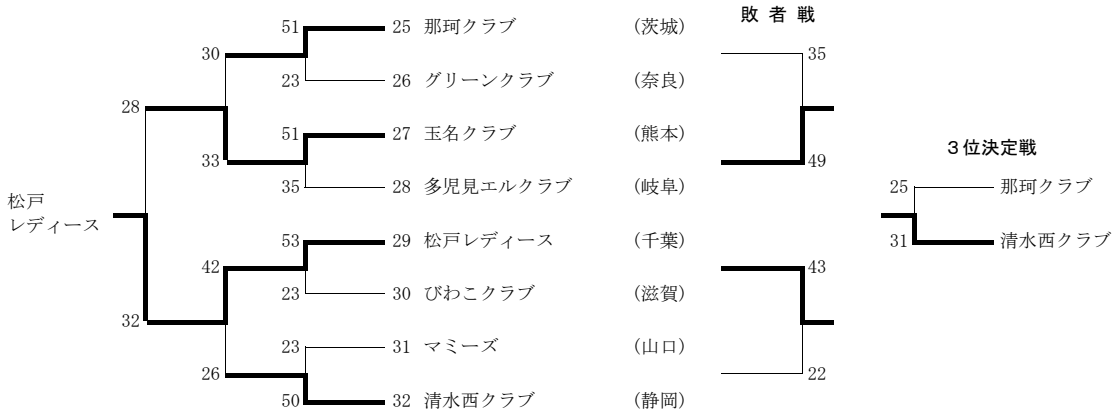 敗 者 戦
51 25 那珂クラブ (茨城)
30 35
23 26 グリーンクラブ (奈良)
28
51 27 玉名クラブ (熊本)
３位決定戦
33 49
35 28 多児見エルクラブ (岐阜) 25 那珂クラブ
松戸
レディース
53 29 松戸レディース (千葉) 31 清水西クラブ
42 43
23 30 びわこクラブ (滋賀)
32
23 31 マミーズ (山口)
26 22
50 32 清水西クラブ (静岡)